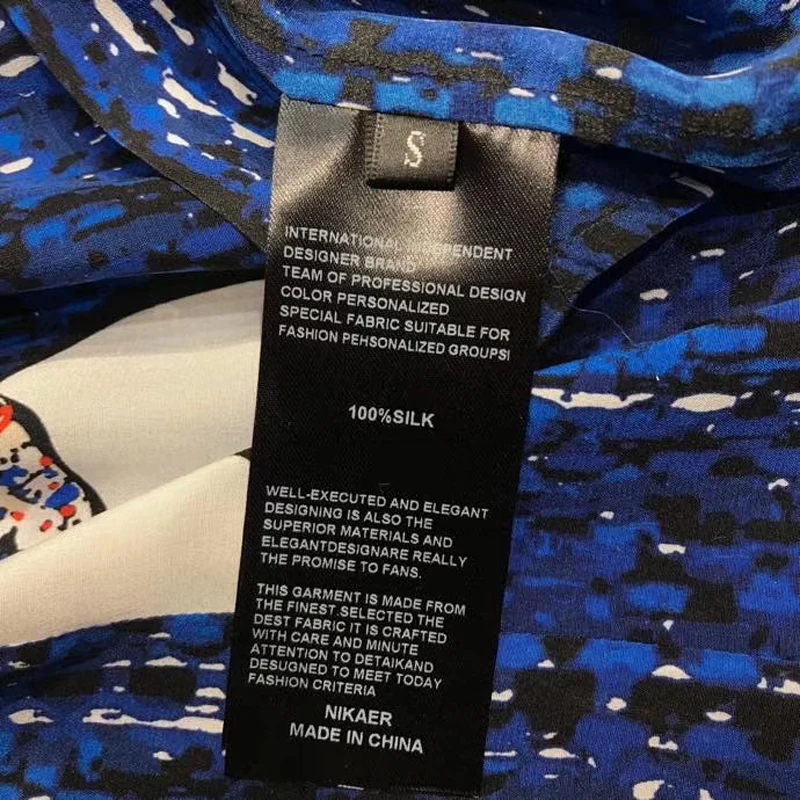 S
INTERNATIONAL INDEPENDENT
DESIGNER BRAND
TEAM OF PROFESSIONAL DESIGN
COLOR PERSONALIZED
SPECIAL FABRIC SUITABLE FOR
FASHION PEHSONALIZED GROUPS!
100%SILK
WELL-EXECUTED AND ELEGANT
DESIGNING IS ALSO THE
SUPERIOR MATERIALS AND
ELEGANTDESIGNARE REALLY
THE PROMISE TO FANS.
THIS GARMENT IS MADE FROM
THE FINEST.SELECTED THE
DEST FABRIC IT IS CRAFTED
WITH CARE AND MINUTE
ATTENTION TO DETAIKAND
DESIGNED TO MEET TODAY
FASHION CRITERIA
NIKAER
MADE IN CHINA